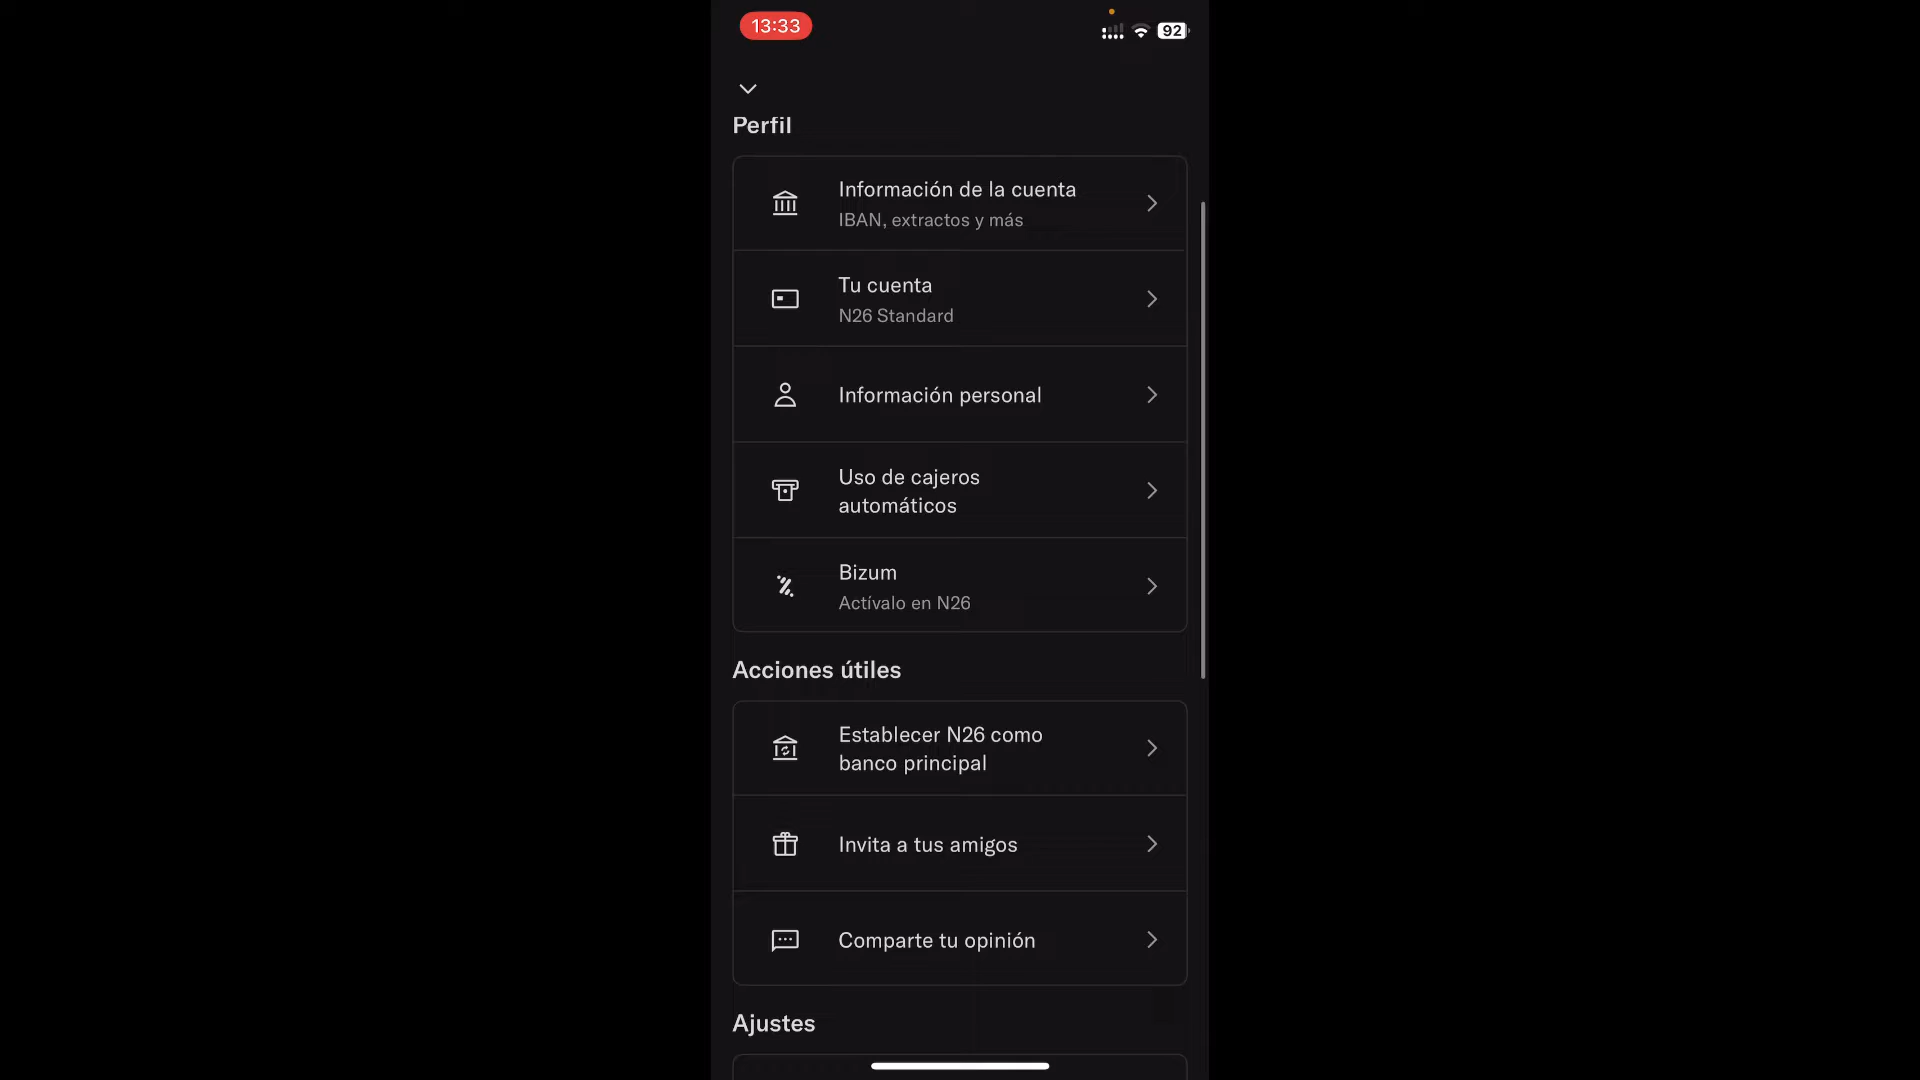 13:33
92
Perfil
Información de la cuenta
IBAN, extractos y más
Tu cuenta
N26 Standard
Información personal
Uso de cajeros
automáticos
Bizum
Actívalo en N26
Acciones útiles
Establecer N26 como
banco principal
Invita a tus amigos
Comparte tu opinión
Ajustes